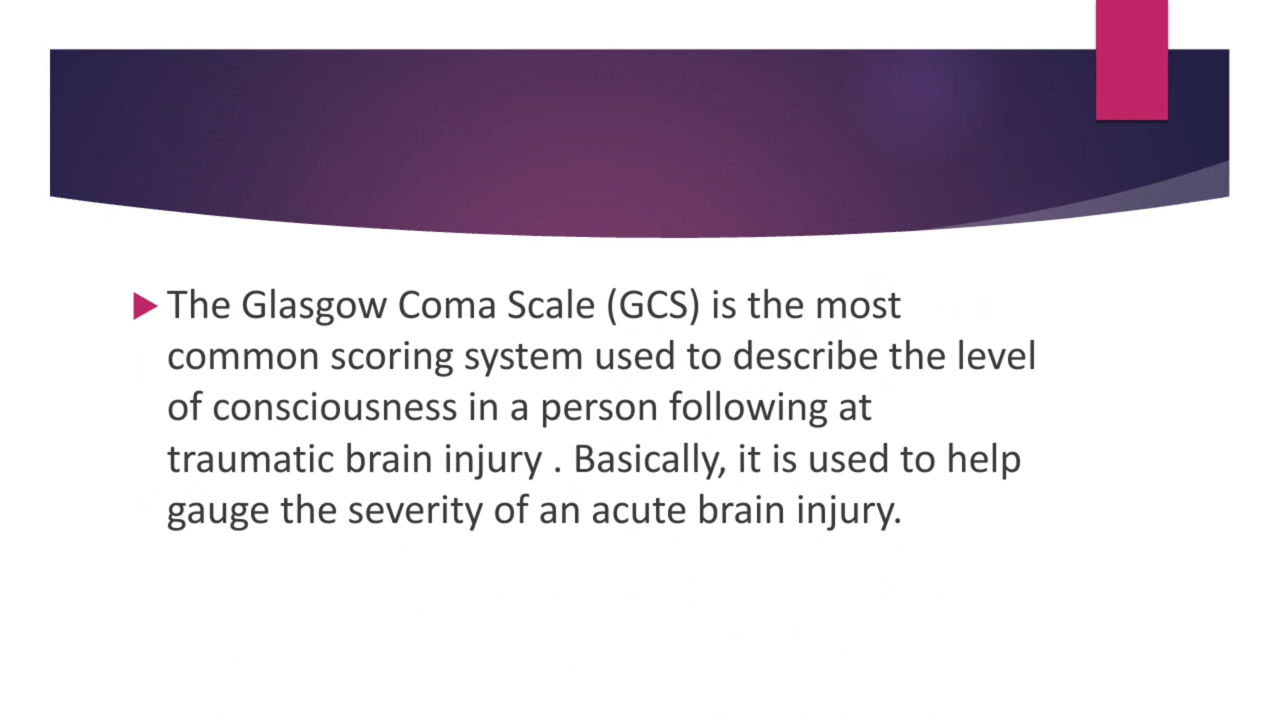 The Glasgow Coma Scale (GCS) is the most
common scoring system used to describe the level
of consciousness in a person following at
traumatic brain injury . Basically, it is used to help
gauge the severity of an acute brain injury.